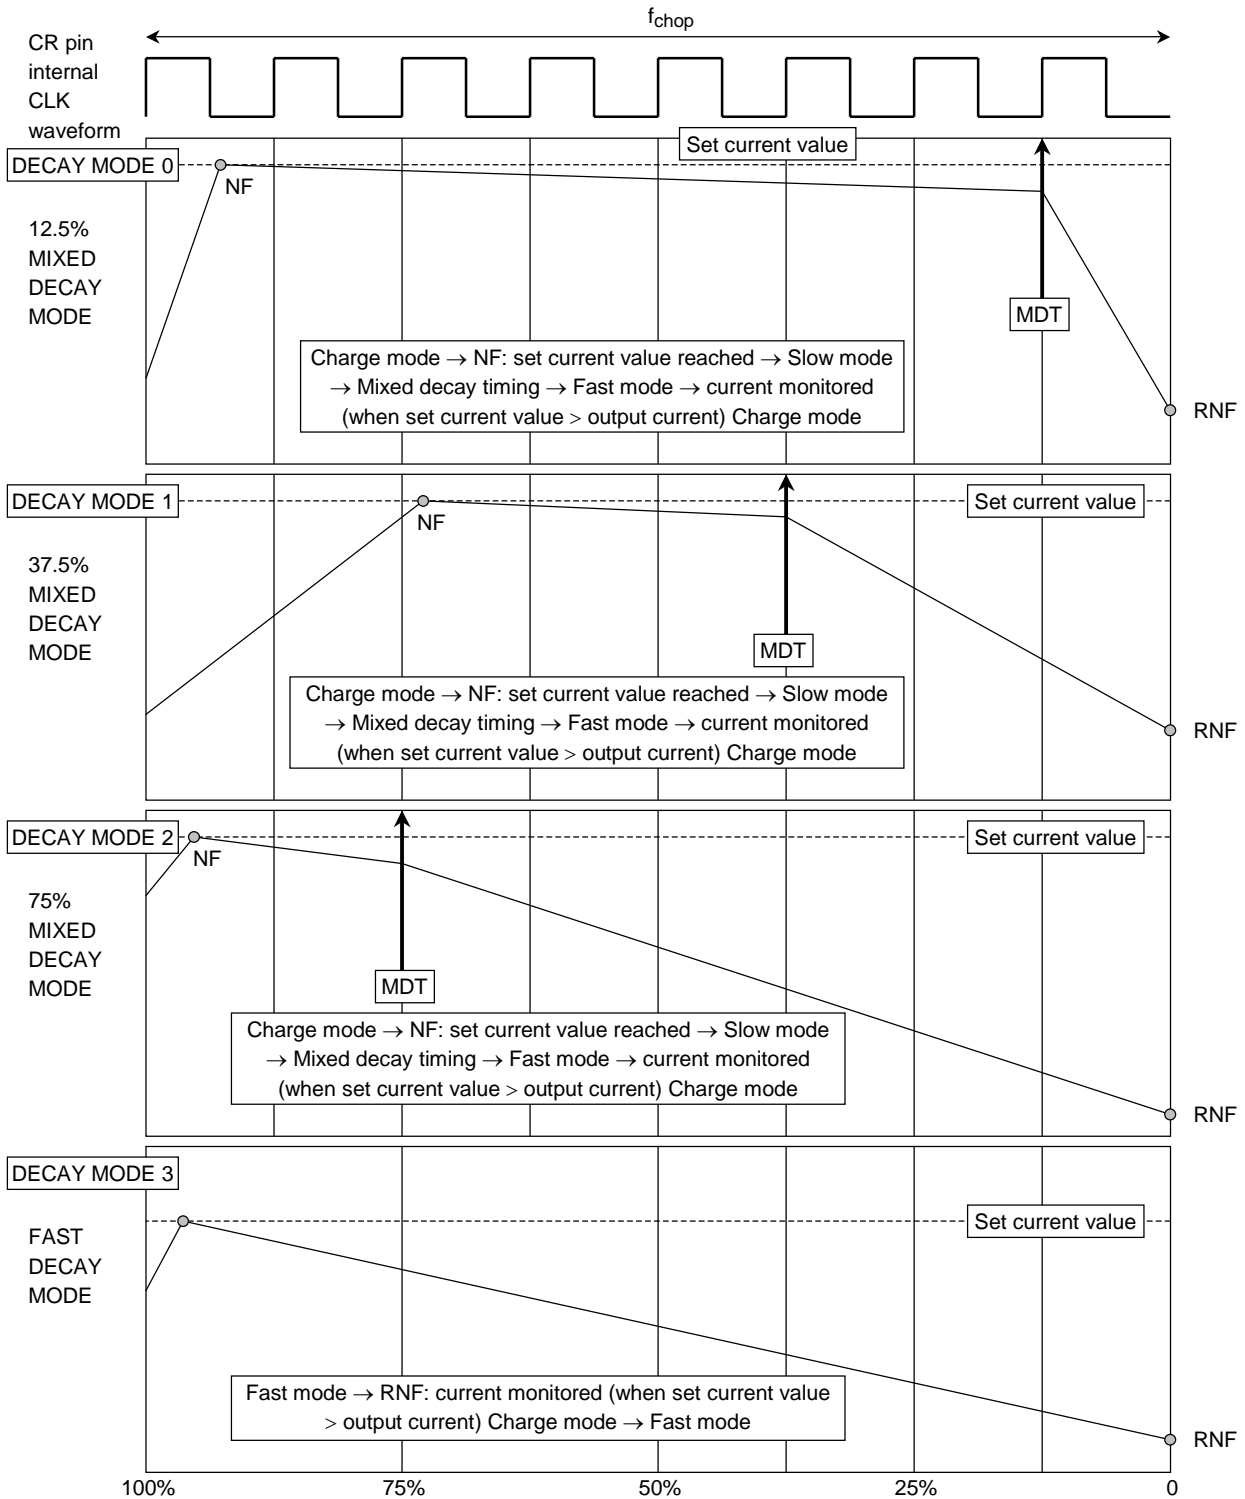 f_chop
CR pin
internal
CLK
waveform
Set current value
DECAY MODE 0
NF
12.5%
MIXED
DECAY
MODE
MDT
Charge mode → NF: set current value reached → Slow mode
→ Mixed decay timing → Fast mode → current monitored
(when set current value > output current) Charge mode
RNF
DECAY MODE 1
Set current value
NF
37.5%
MIXED
DECAY
MODE
MDT
Charge mode → NF: set current value reached → Slow mode
→ Mixed decay timing → Fast mode → current monitored
(when set current value > output current) Charge mode
RNF
DECAY MODE 2
Set current value
NF
75%
MIXED
DECAY
MODE
MDT
Charge mode → NF: set current value reached → Slow mode
→ Mixed decay timing → Fast mode → current monitored
(when set current value > output current) Charge mode
RNF
DECAY MODE 3
Set current value
FAST
DECAY
MODE
Fast mode → RNF: current monitored (when set current value
> output current) Charge mode → Fast mode
RNF
100% 75% 50% 25% 0